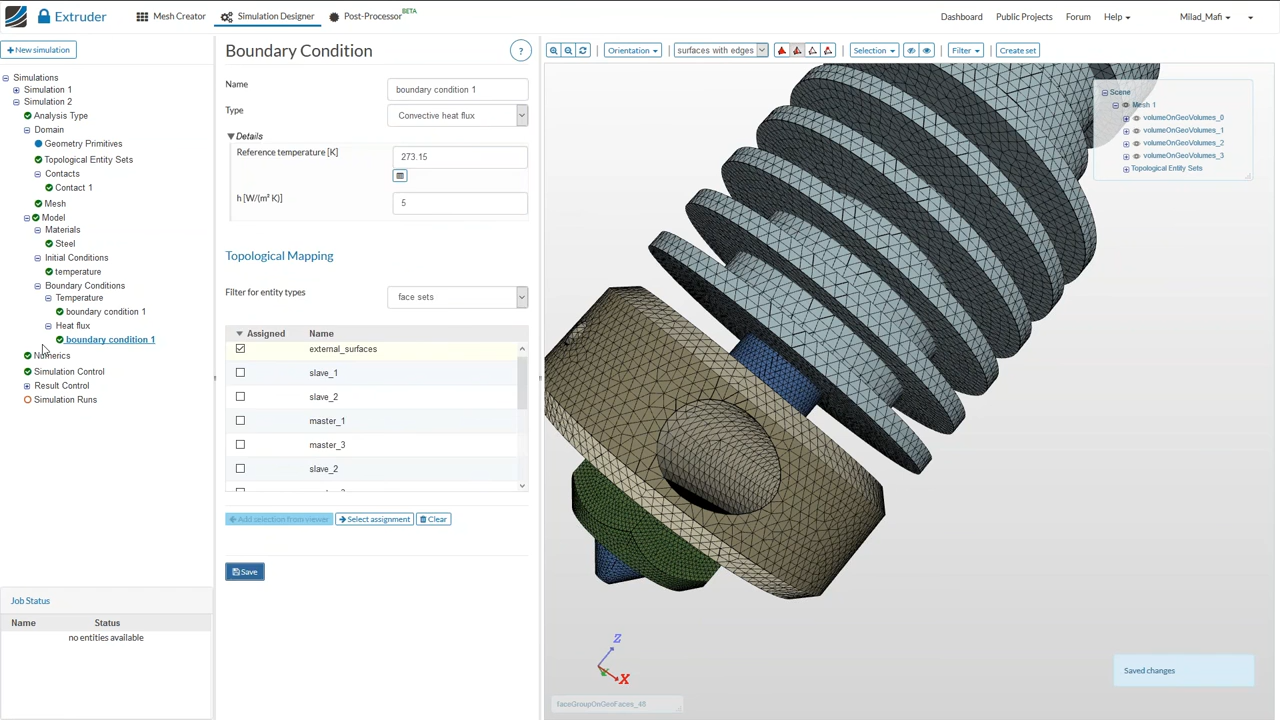 Extruder
Mesh Creator
Simulation Designer
Post-Processor BETA
Dashboard
Public Projects
Forum
Help
Milad_Mafi
+New simulation
Simulations
Simulation 1
Simulation 2
Analysis Type
Domain
Geometry Primitives
Topological Entity Sets
Contacts
Contact 1
Mesh
Model
Materials
Steel
Initial Conditions
temperature
Boundary Conditions
Temperature
boundary condition 1
Heat flux
boundary condition 1
Numerics
Simulation Control
Result Control
Simulation Runs
Job Status
Name Status
no entities available
Boundary Condition
?
Name boundary condition 1
Type Convective heat flux
Details
Reference temperature [K] 273.15
h [W/(m² K)] 5
Topological Mapping
Filter for entity types face sets
Assigned Name
external_surfaces
slave_1
slave_2
master_1
master_3
slave_2
Add selection from viewer
Select assignment
Clear
Save
Orientation
surfaces with edges
Selection
Filter
Create set
Scene
Mesh 1
volumeOnGeoVolumes_0
volumeOnGeoVolumes_1
volumeOnGeoVolumes_2
volumeOnGeoVolumes_3
Topological Entity Sets
Z
X
faceGroupOnGeoFaces_48
Saved changes